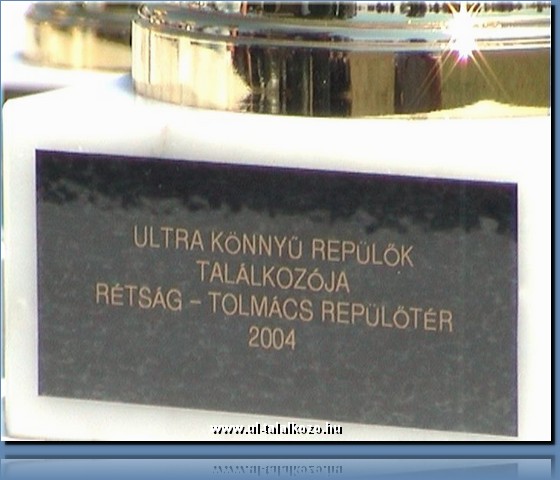 ULTRA KÖNNYŰ REPÜLŐK
TALÁLKOZÓJA
RÉTSÁG – TOLMÁCS REPÜLŐTÉR
2004
www.ul-talalkozo.hu